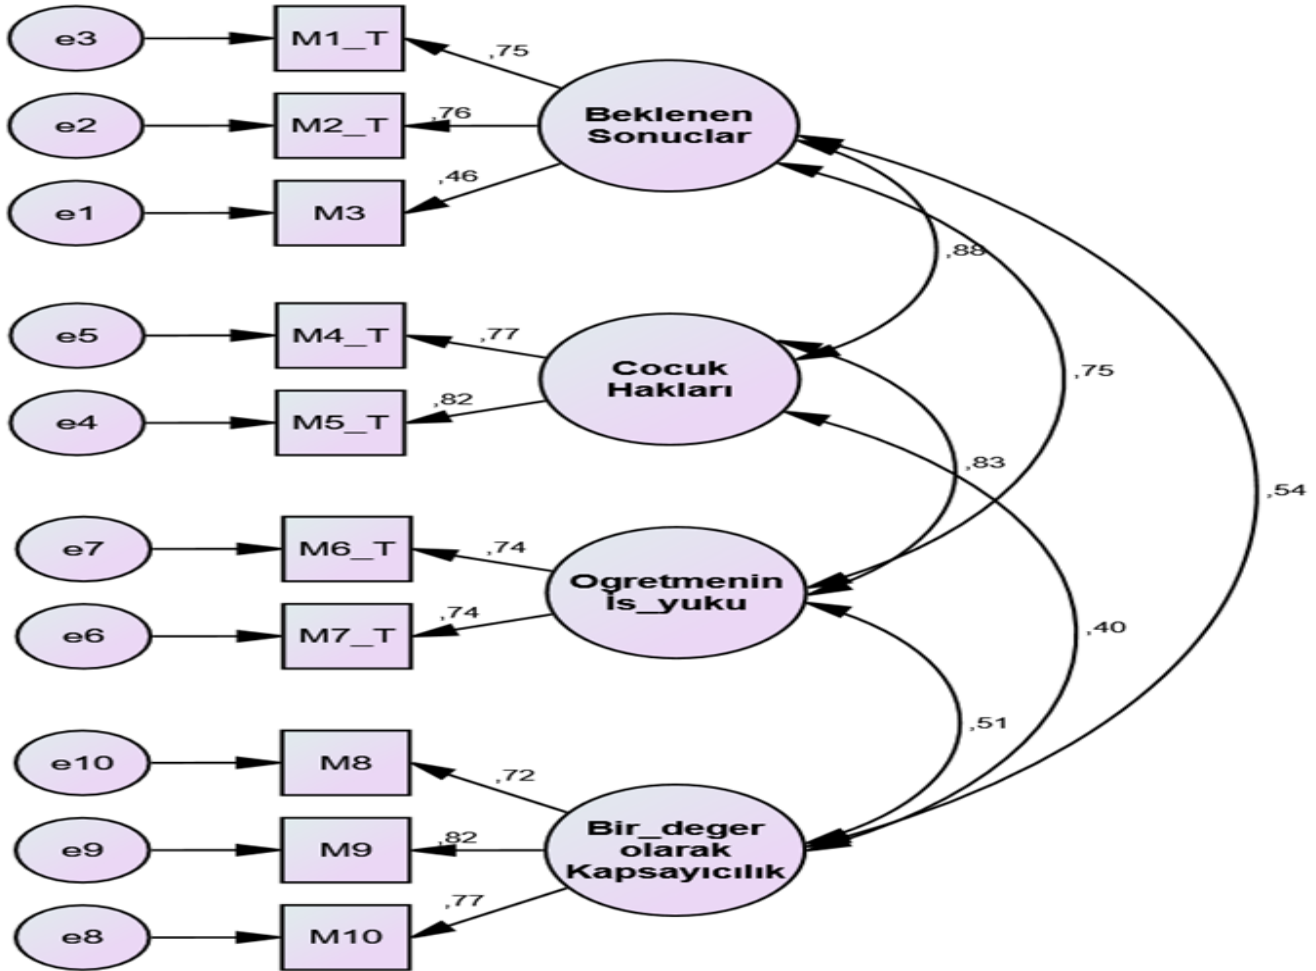 e3
M1_T
,75
e2
M2_T
,76
Beklenen
Sonuclar
e1
M3
,46
,88
e5
M4_T
,77
Cocuk
Hakları
,75
e4
M5_T
,82
,83
,54
e7
M6_T
,74
Ogretmenin
İs_yuku
e6
M7_T
,74
,40
,51
e10
M8
,72
Bir_deger
olarak
Kapsayıcılık
e9
M9
,82
e8
M10
,77